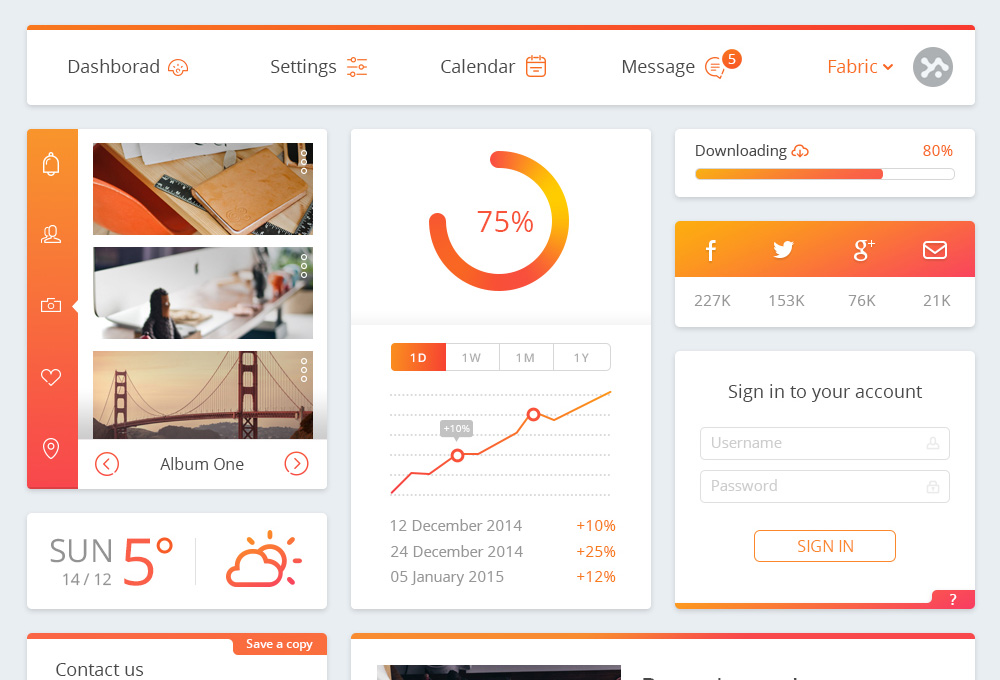 Dashborad
Settings
Calendar
Message 5
Fabric
75%
Downloading 80%
227K 153K 76K 21K
1D 1W 1M 1Y
+10%
Album One
12 December 2014 +10%
24 December 2014 +25%
05 January 2015 +12%
Sign in to your account
Username
Password
SIGN IN
?
SUN 5°
14 / 12
Save a copy
Contact us